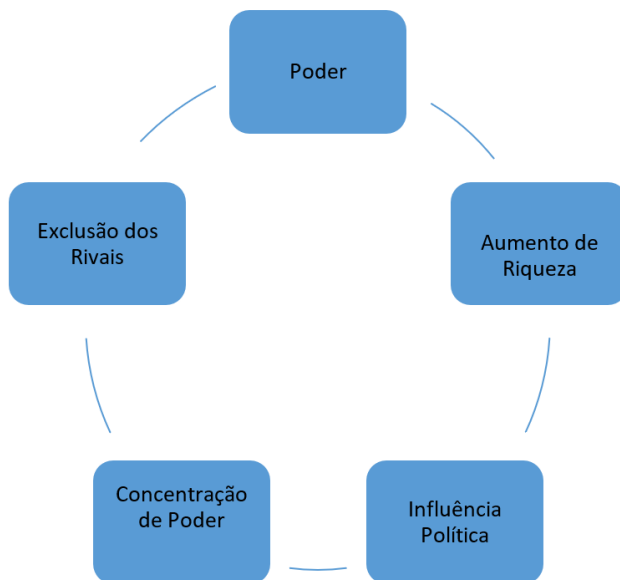 Poder
Aumento de
Riqueza
Influência
Política
Concentração
de Poder
Exclusão dos
Rivais